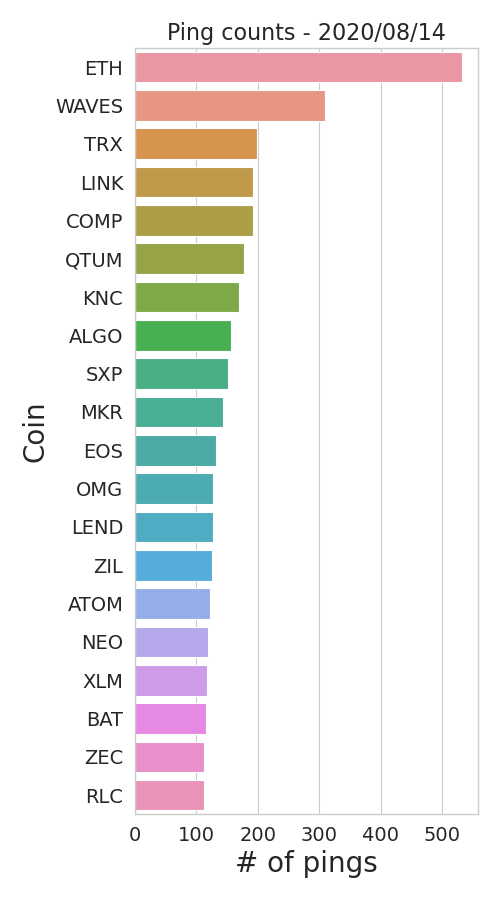 Ping counts - 2020/08/14
ETH
WAVES
TRX
LINK
COMP
QTUM
KNC
ALGO
SXP
MKR
EOS
OMG
LEND
ZIL
ATOM
NEO
XLM
BAT
ZEC
RLC
Coin
0 100 200 300 400 500
# of pings